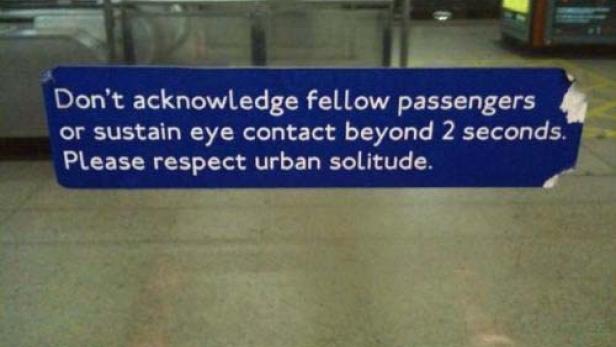 Don't acknowledge fellow passengers
or sustain eye contact beyond 2 seconds.
Please respect urban solitude.